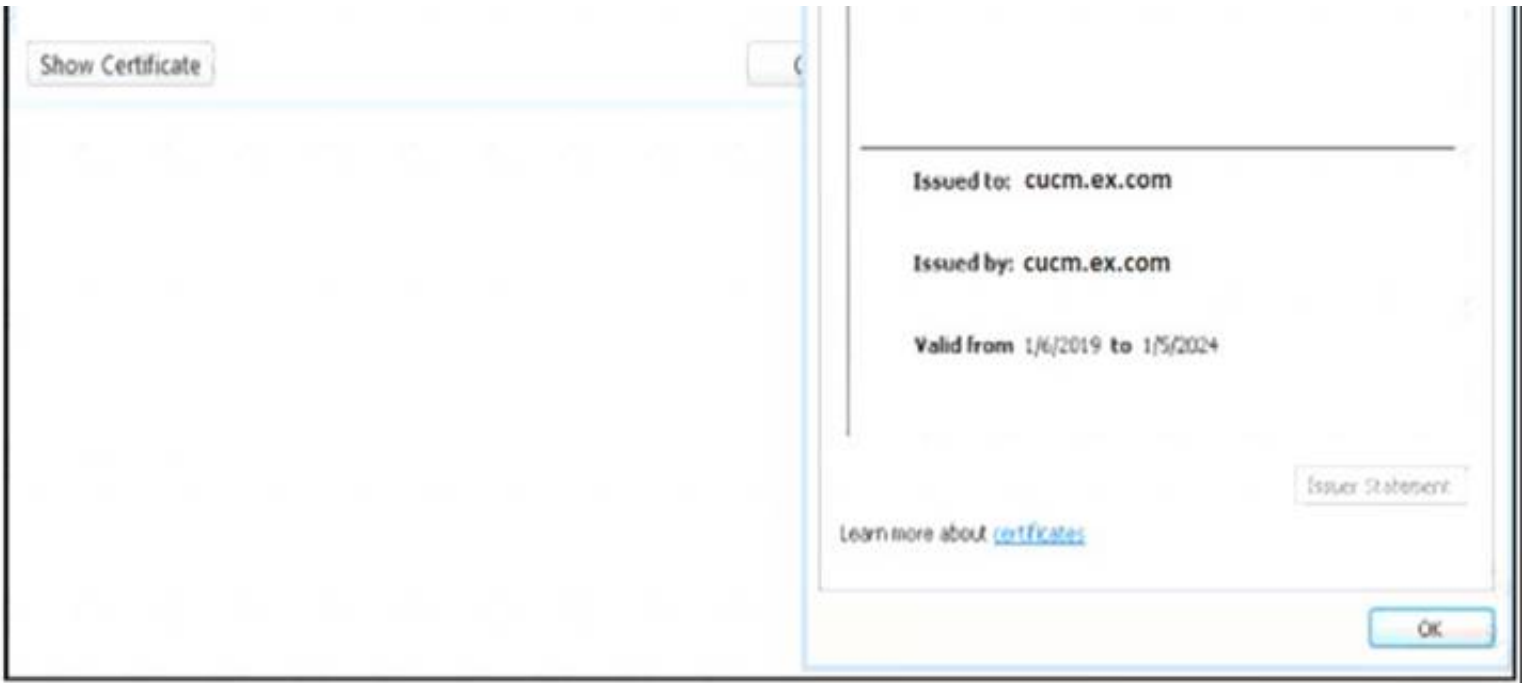 Show Certificate
Issued to: cucm.ex.com
Issued by: cucm.ex.com
Valid from 1/6/2019 to 1/5/2024
Issuer Statement
Learn more about certificates
OK